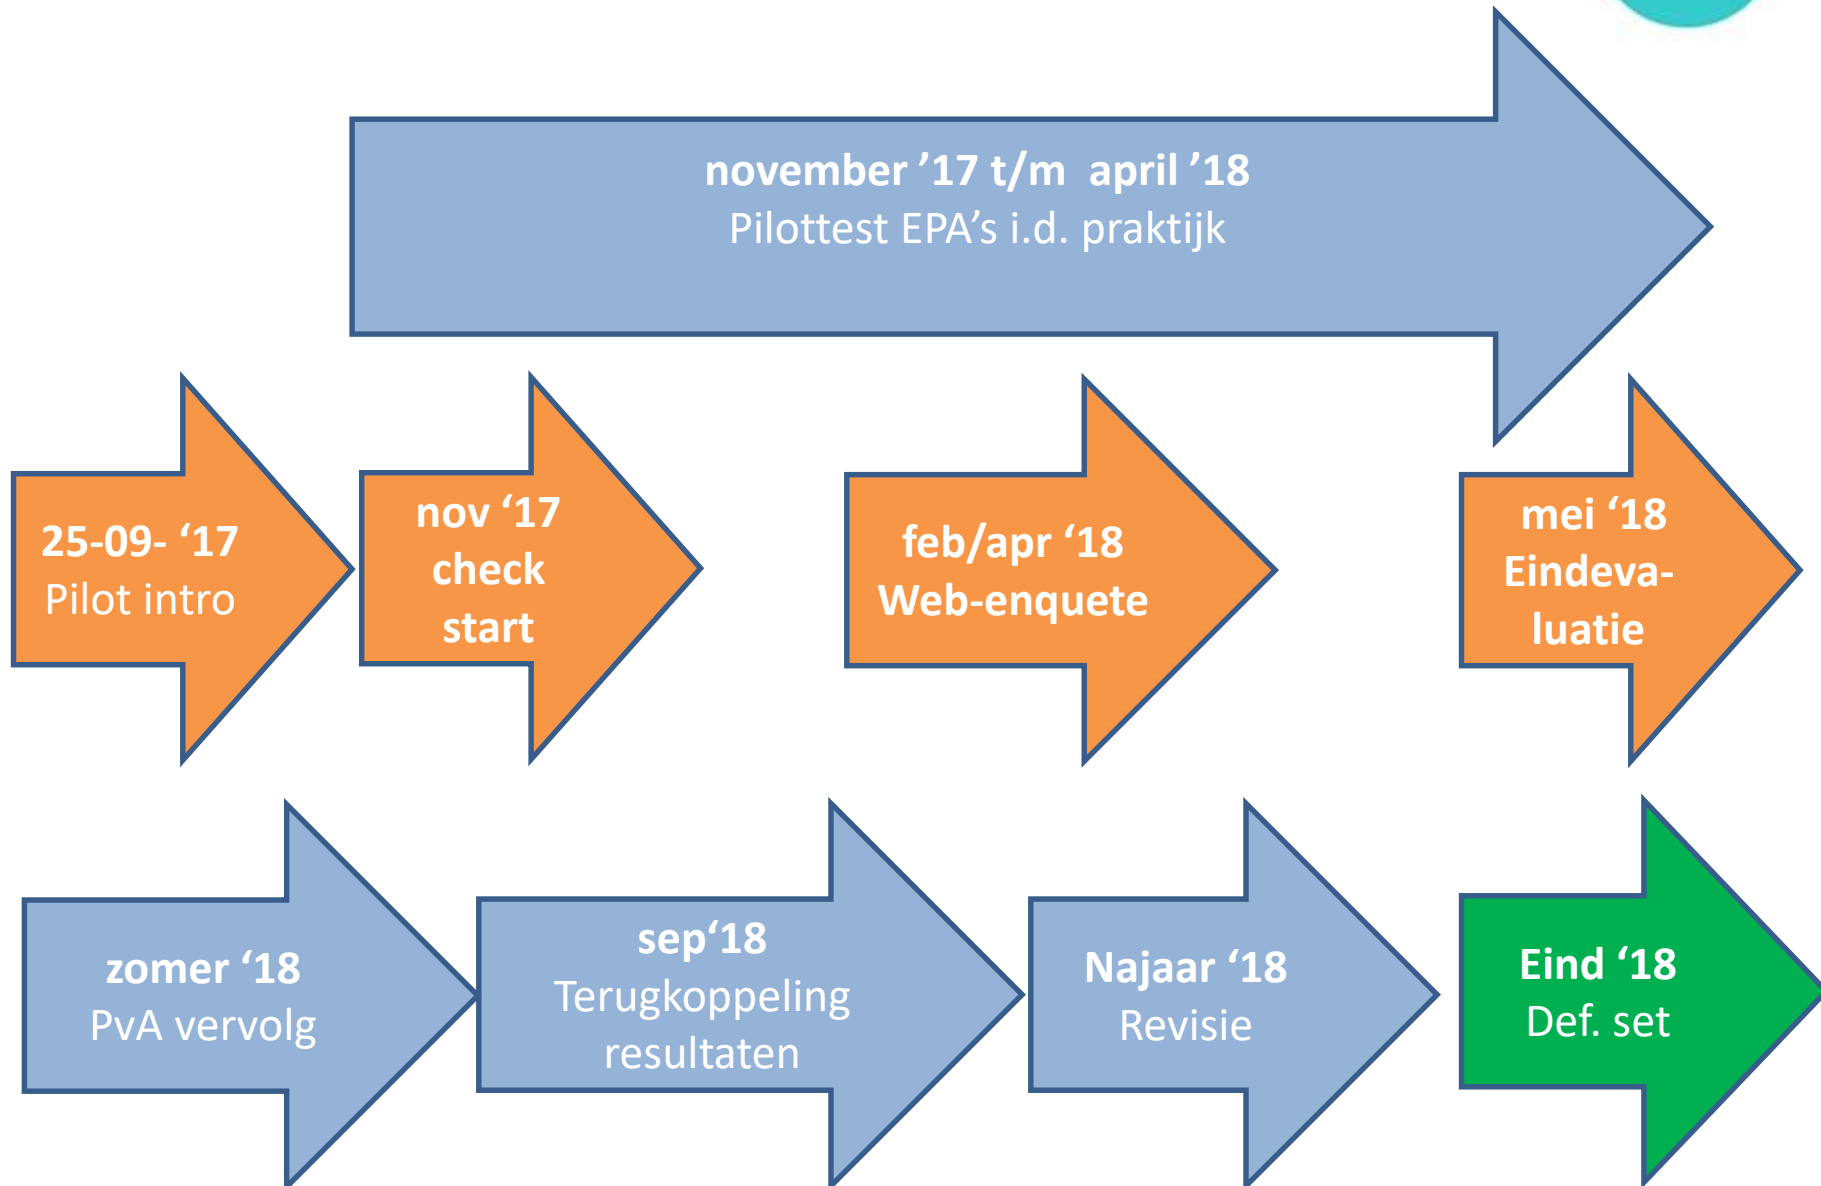 november ’17 t/m  april ’18
Pilottest EPA’s i.d. praktijk
25-09- ‘17
Pilot intro
nov ‘17
check
start
feb/apr ‘18
Web-enquete
mei ‘18
Eindeva-
luatie
zomer ‘18
PvA vervolg
sep‘18
Terugkoppeling
resultaten
Najaar ‘18
Revisie
Eind ‘18
Def. set